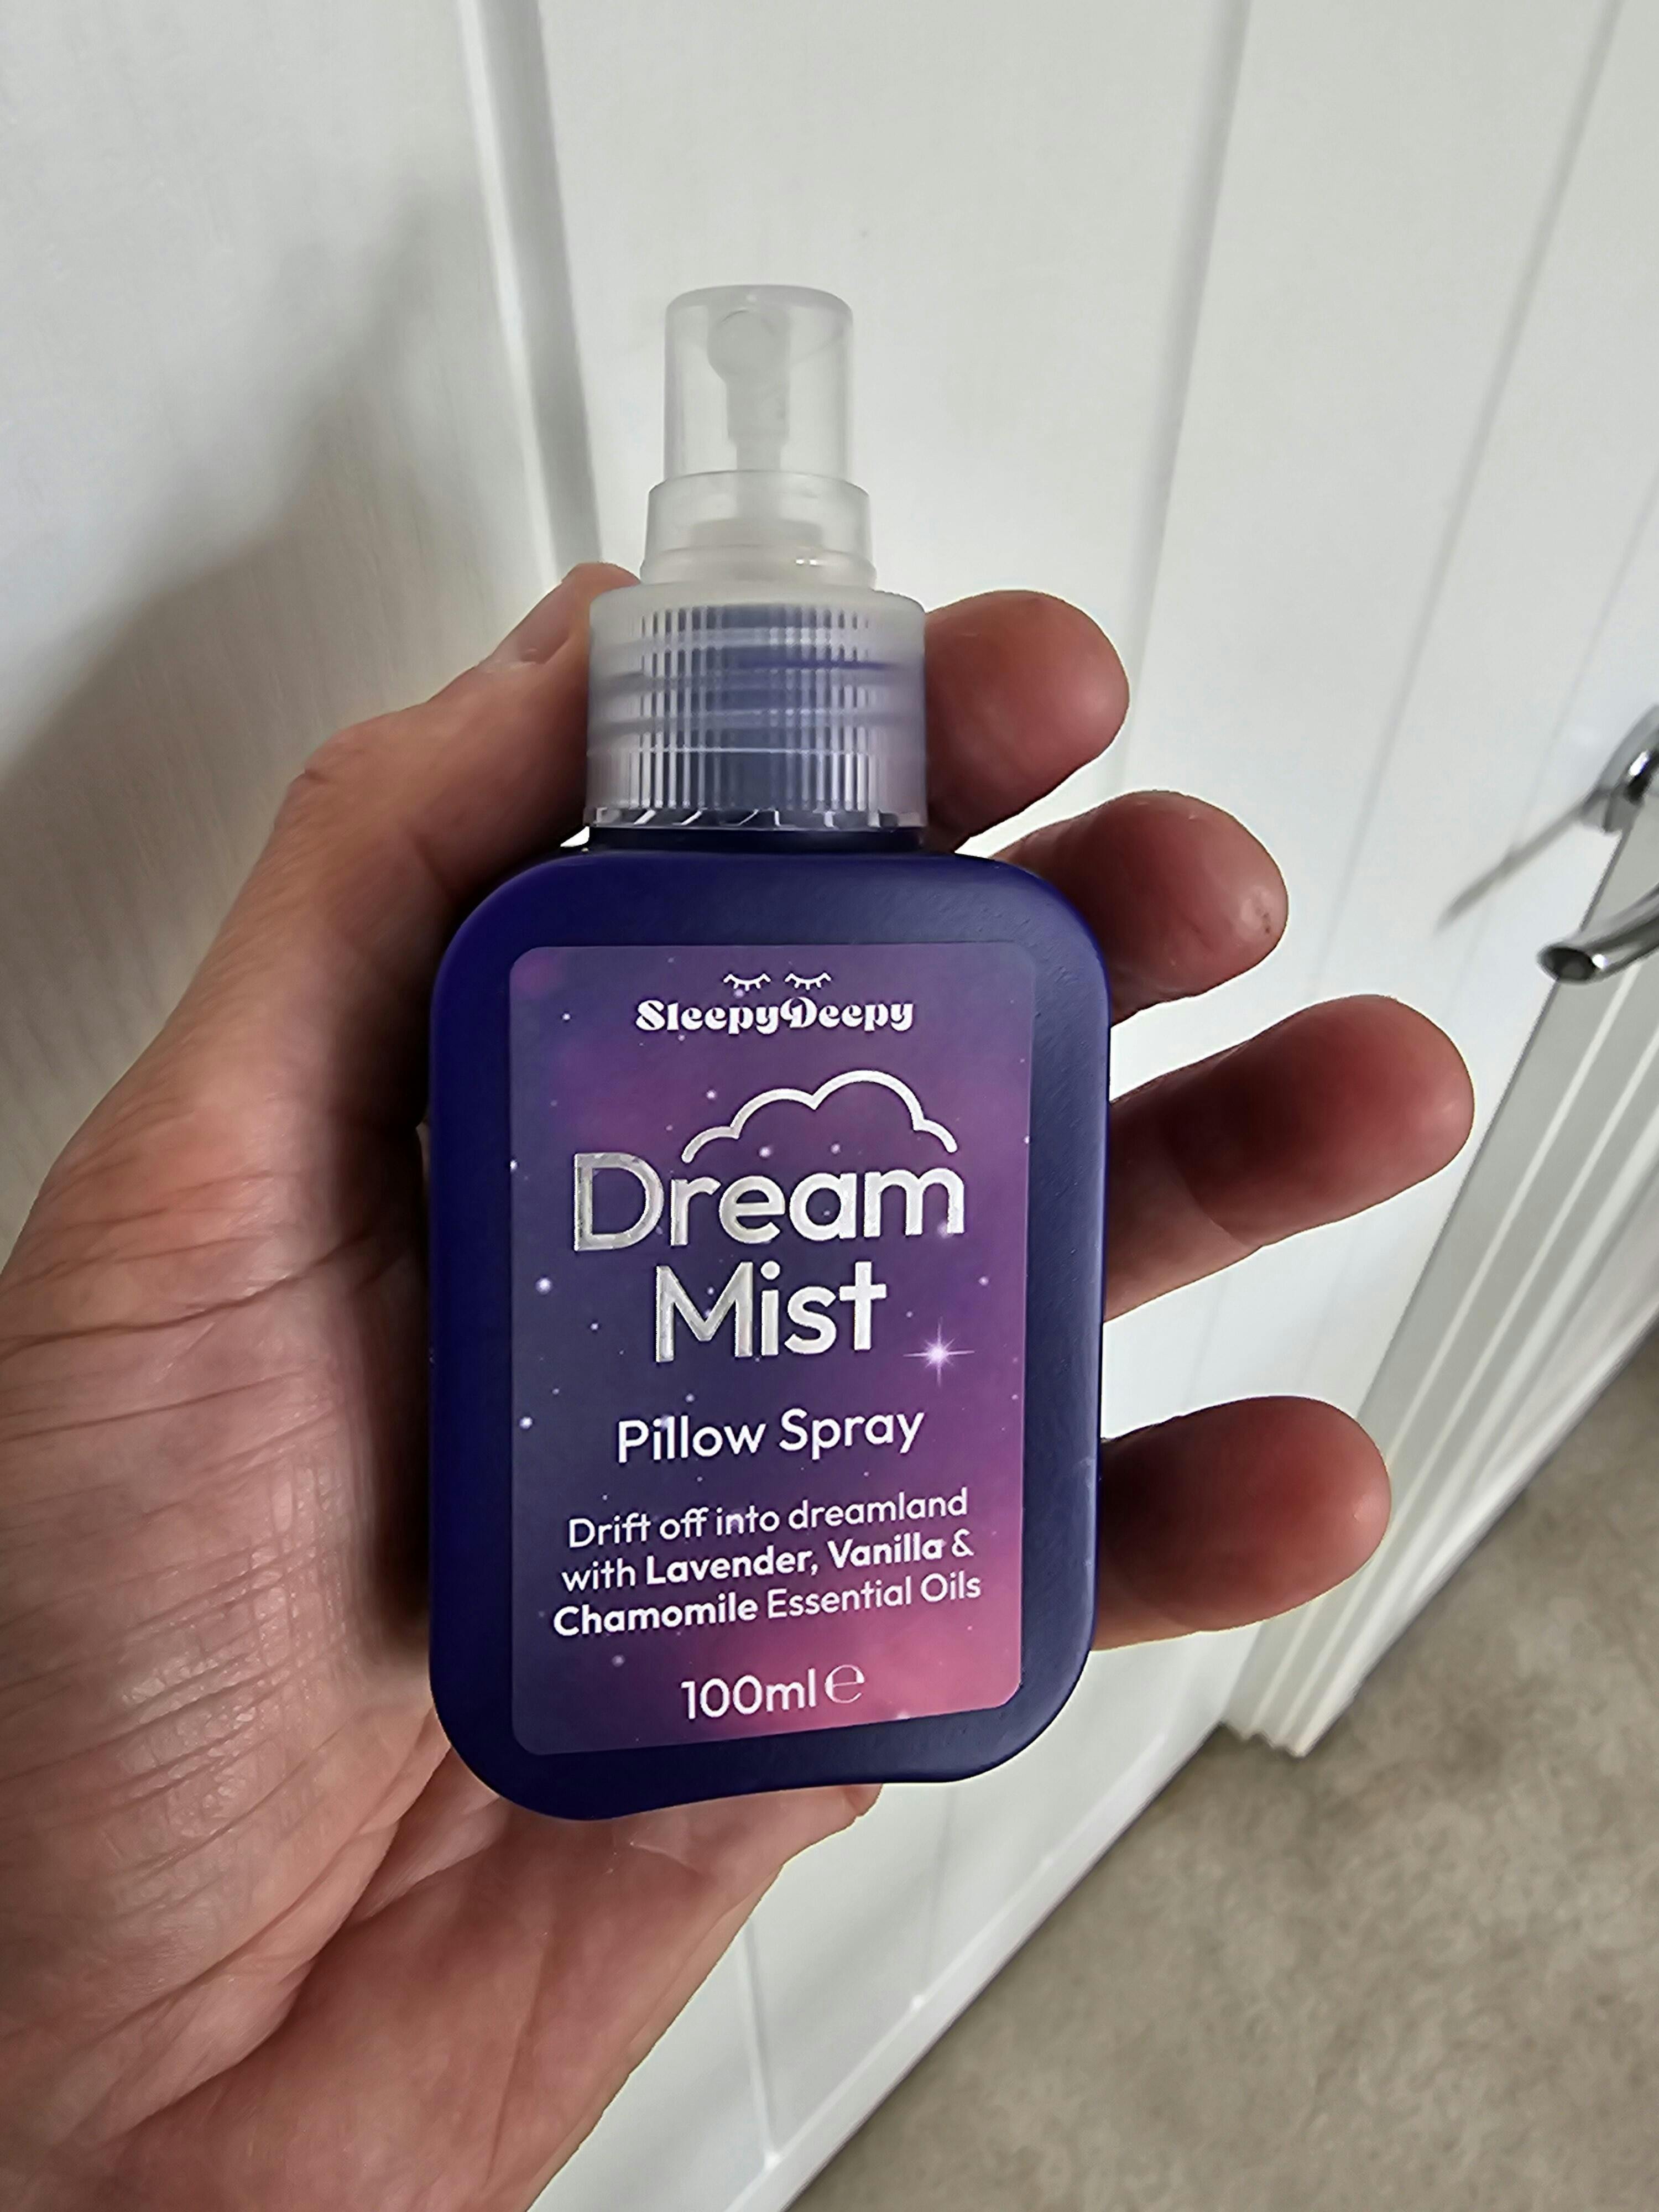 SleepyDeepy
Dream
Mist
Pillow Spray
Drift off into dreamland
with Lavender, Vanilla &
Chamomile Essential Oils
100ml ℮